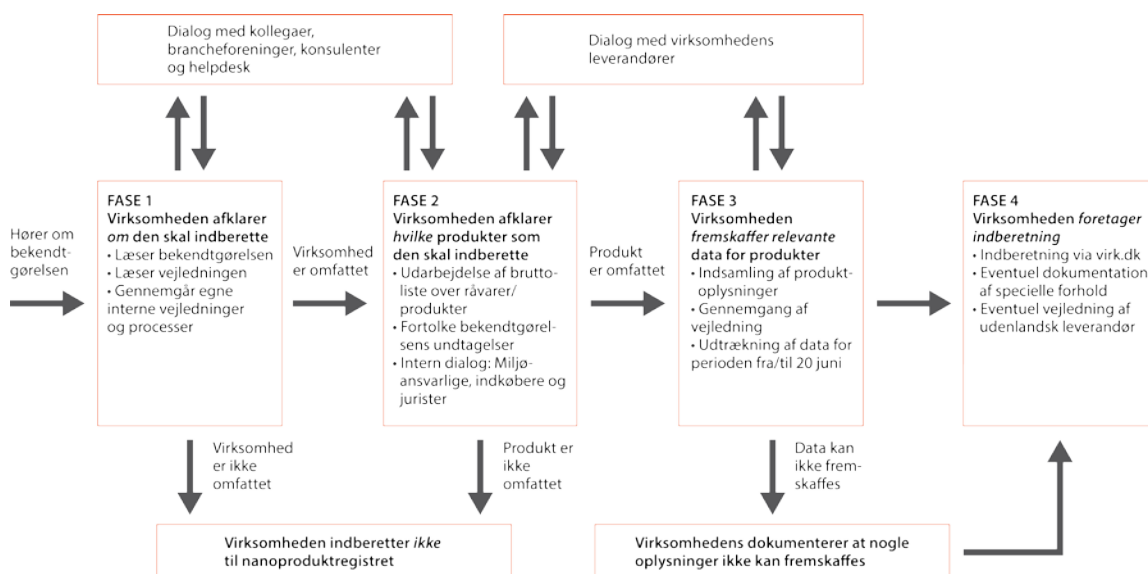 Dialog med kollegaer,
brancheforeninger, konsulenter
og helpdesk
Dialog med virksomhedens
leverandører
Hører om
bekendt-
gørelsen
FASE 1
Virksomheden afklarer
om den skal indberette
• Læser bekendtgørelsen
• Læser vejledningen
• Gennemgår egne
interne vejledninger
og processer
Virksomhed
er omfattet
FASE 2
Virksomheden afklarer
hvilke produkter som
den skal indberette
• Udarbejdelse af brutto-
liste over råvarer/
produkter
• Fortolke bekendtgørel-
sens undtagelser
• Intern dialog: Miljø-
ansvarlige, indkøbere og
jurister
Produkt
er omfattet
FASE 3
Virksomheden
fremskaffer relevante
data for produkter
• Indsamling af produkt-
oplysninger
• Gennemgang af
vejledning
• Udtrækning af data for
perioden fra/til 20 juni
FASE 4
Virksomheden foretager
indberetning
• Indberetning via virk.dk
• Eventuel dokumentation
af specielle forhold
• Eventuel vejledning af
udenlandsk leverandør
Virksomhed
er ikke
omfattet
Produkt er
ikke
omfattet
Data kan
ikke frem-
skaffes
Virksomheden indberetter ikke
til nanoproduktregistret
Virksomhedens dokumenterer at nogle
oplysninger ikke kan fremskaffes